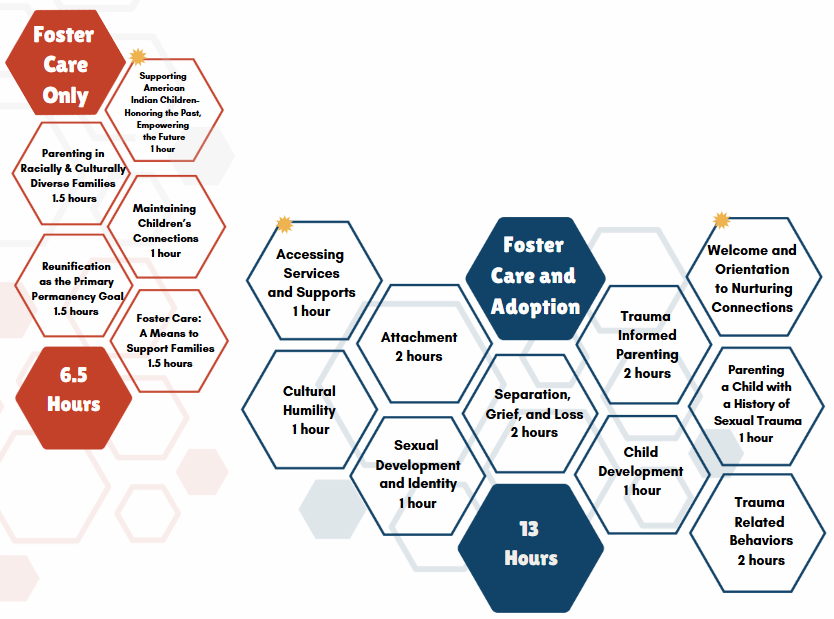 Foster
Care
Only
Supporting
American
Indian Children-
Honoring the Past,
Empowering
the Future
1 hour
Parenting in
Racially & Culturally
Diverse Families
1.5 hours
Maintaining
Children's
Connections
1 hour
Reunification
as the Primary
Permanency Goal
1.5 hours
Foster Care:
A Means to
Support Families
1.5 hours
6.5
Hours
Accessing
Services
and Supports
1 hour
Attachment
2 hours
Cultural
Humility
1 hour
Sexual
Development
and Identity
1 hour
Foster
Care and
Adoption
Separation,
Grief, and Loss
2 hours
13
Hours
Trauma
Informed
Parenting
2 hours
Child
Development
1 hour
Welcome and
Orientation
to Nurturing
Connections
Parenting
a Child with
a History of
Sexual Trauma
1 hour
Trauma
Related
Behaviors
2 hours